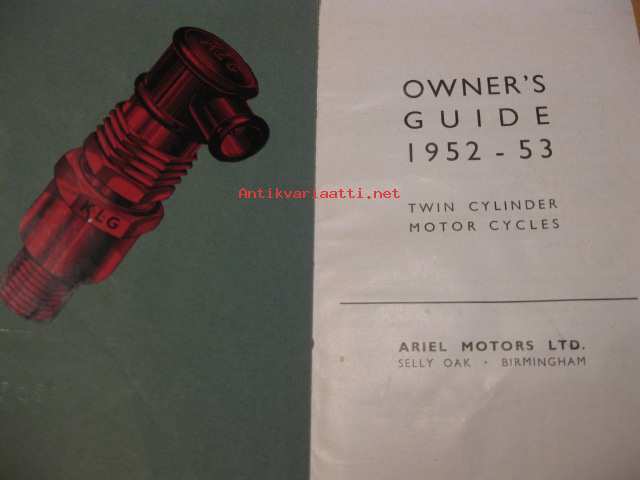 KLG
KLG
Antikvariaatti.net
OWNER'S
GUIDE
1952 - 53
TWIN CYLINDER
MOTOR CYCLES
ARIEL MOTORS LTD.
SELLY OAK · BIRMINGHAM